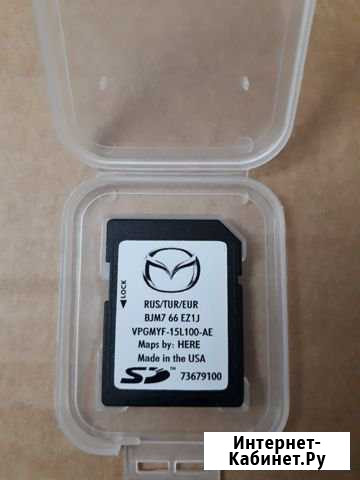 LOCK
RUS/TUR/EUR
BJM7 66 EZ1J
VPGMYF-15L100-AE
Maps by: HERE
Made in the USA
SD™ 73679100
Интернет-
Кабинет.Ру